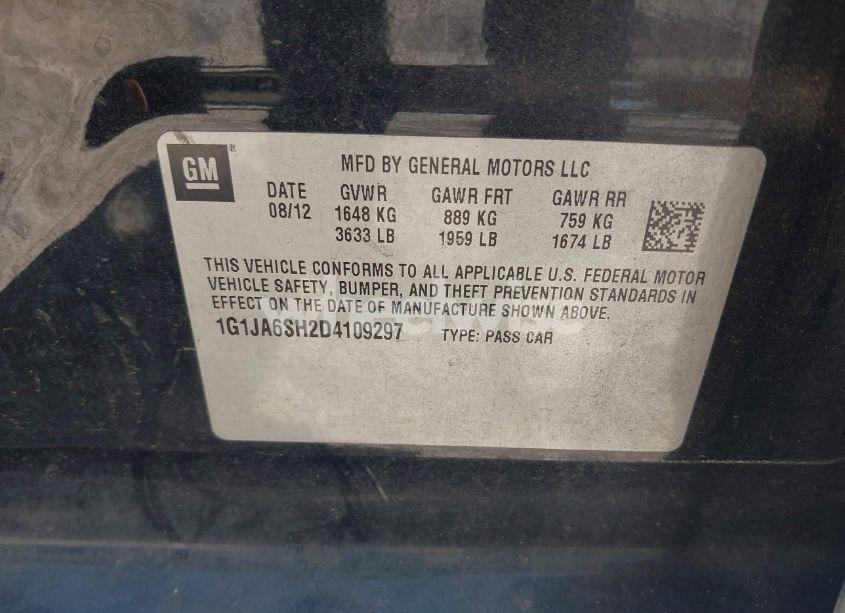 GM
MFD BY GENERAL MOTORS LLC
DATE GVWR GAWR FRT GAWR RR
08/12 1648 KG 889 KG 759 KG
3633 LB 1959 LB 1674 LB
THIS VEHICLE CONFORMS TO ALL APPLICABLE U.S. FEDERAL MOTOR
VEHICLE SAFETY, BUMPER, AND THEFT PREVENTION STANDARDS IN
EFFECT ON THE DATE OF MANUFACTURE SHOWN ABOVE.
1G1JA6SH2D4109297 TYPE: PASS CAR